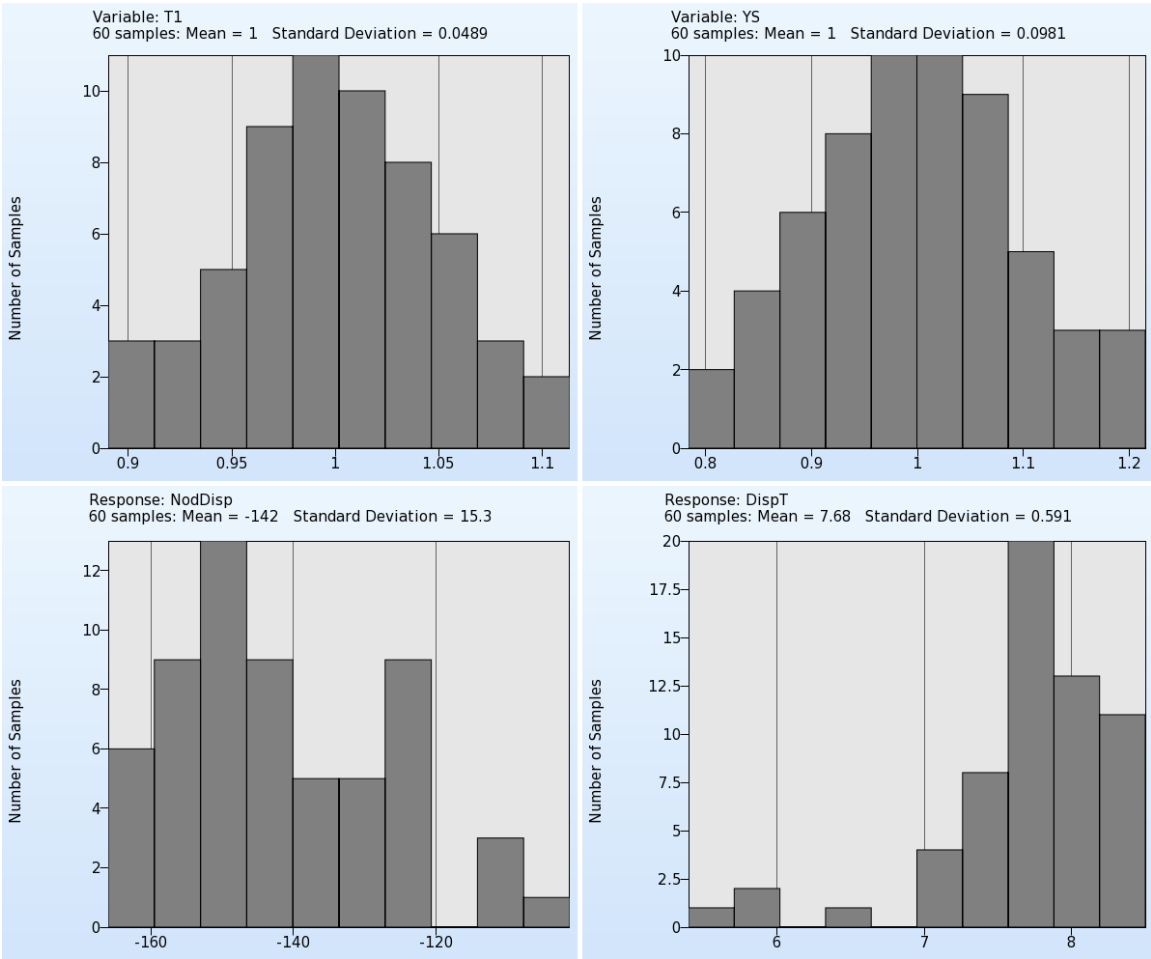 Variable: T1
60 samples: Mean = 1 Standard Deviation = 0.0489
Number of Samples
10
8
6
4
2
0
0.9 0.95 1 1.05 1.1
Variable: YS
60 samples: Mean = 1 Standard Deviation = 0.0981
Number of Samples
10
8
6
4
2
0
0.8 0.9 1 1.1 1.2
Response: NodDisp
60 samples: Mean = -142 Standard Deviation = 15.3
Number of Samples
12
10
8
6
4
2
0
-160 -140 -120
Response: DispT
60 samples: Mean = 7.68 Standard Deviation = 0.591
Number of Samples
20
17.5
15
12.5
10
7.5
5
2.5
0
6 7 8